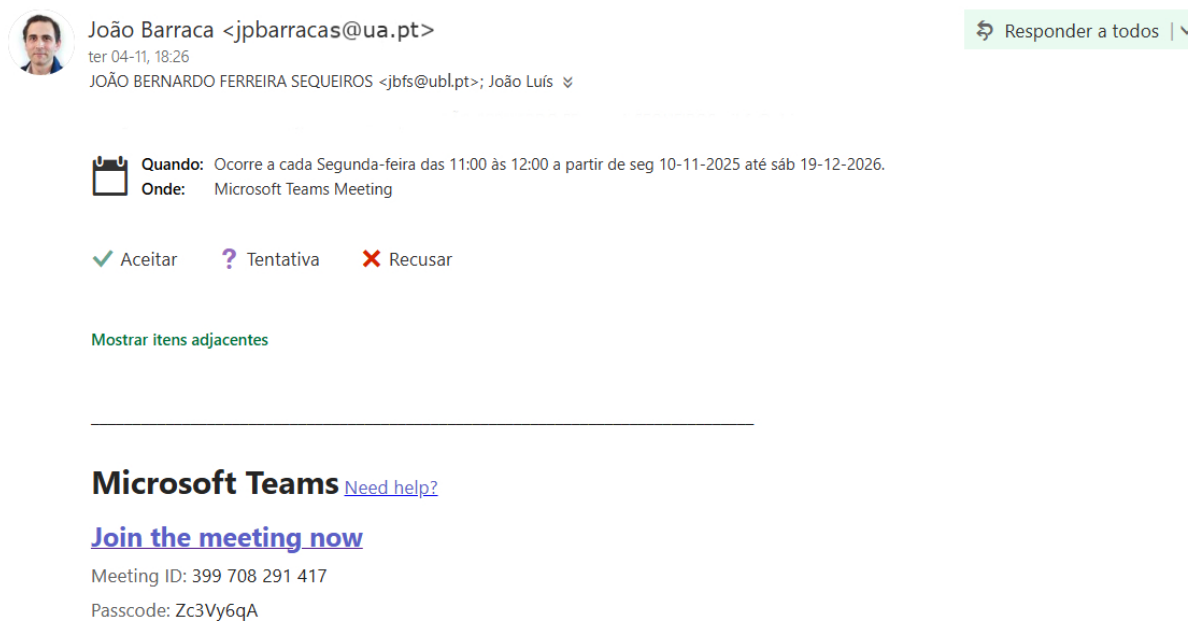 João Barraca <jpbarracas@ua.pt>
Responder a todos
ter 04-11, 18:26
JOÃO BERNARDO FERREIRA SEQUEIROS <jbfs@ubl.pt>; João Luís
Quando: Ocorre a cada Segunda-feira das 11:00 às 12:00 a partir de seg 10-11-2025 até sáb 19-12-2026.
Onde: Microsoft Teams Meeting
Aceitar ? Tentativa Recusar
Mostrar itens adjacentes
Microsoft Teams Need help?
Join the meeting now
Meeting ID: 399 708 291 417
Passcode: Zc3Vy6qA